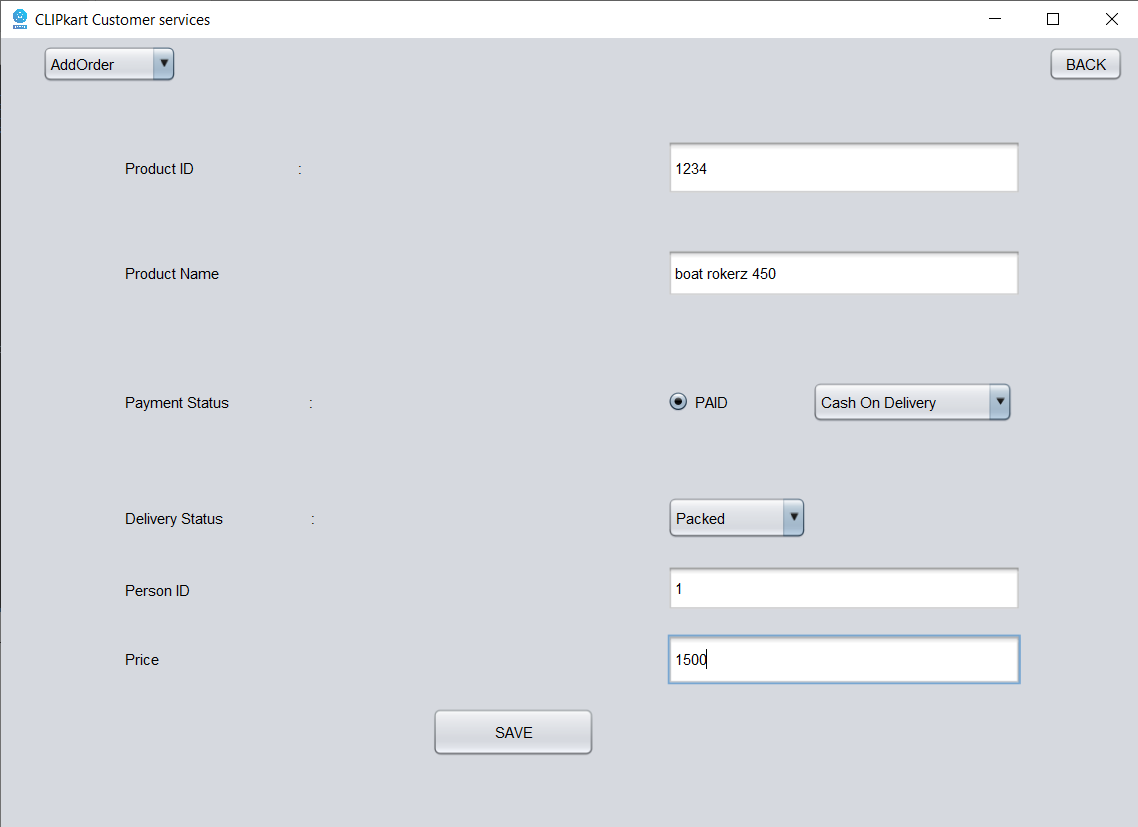 CLIPkart Customer services
AddOrder BACK
Product ID : 1234
Product Name boat rokerz 450
Payment Status : PAID Cash On Delivery
Delivery Status : Packed
Person ID 1
Price 1500
SAVE